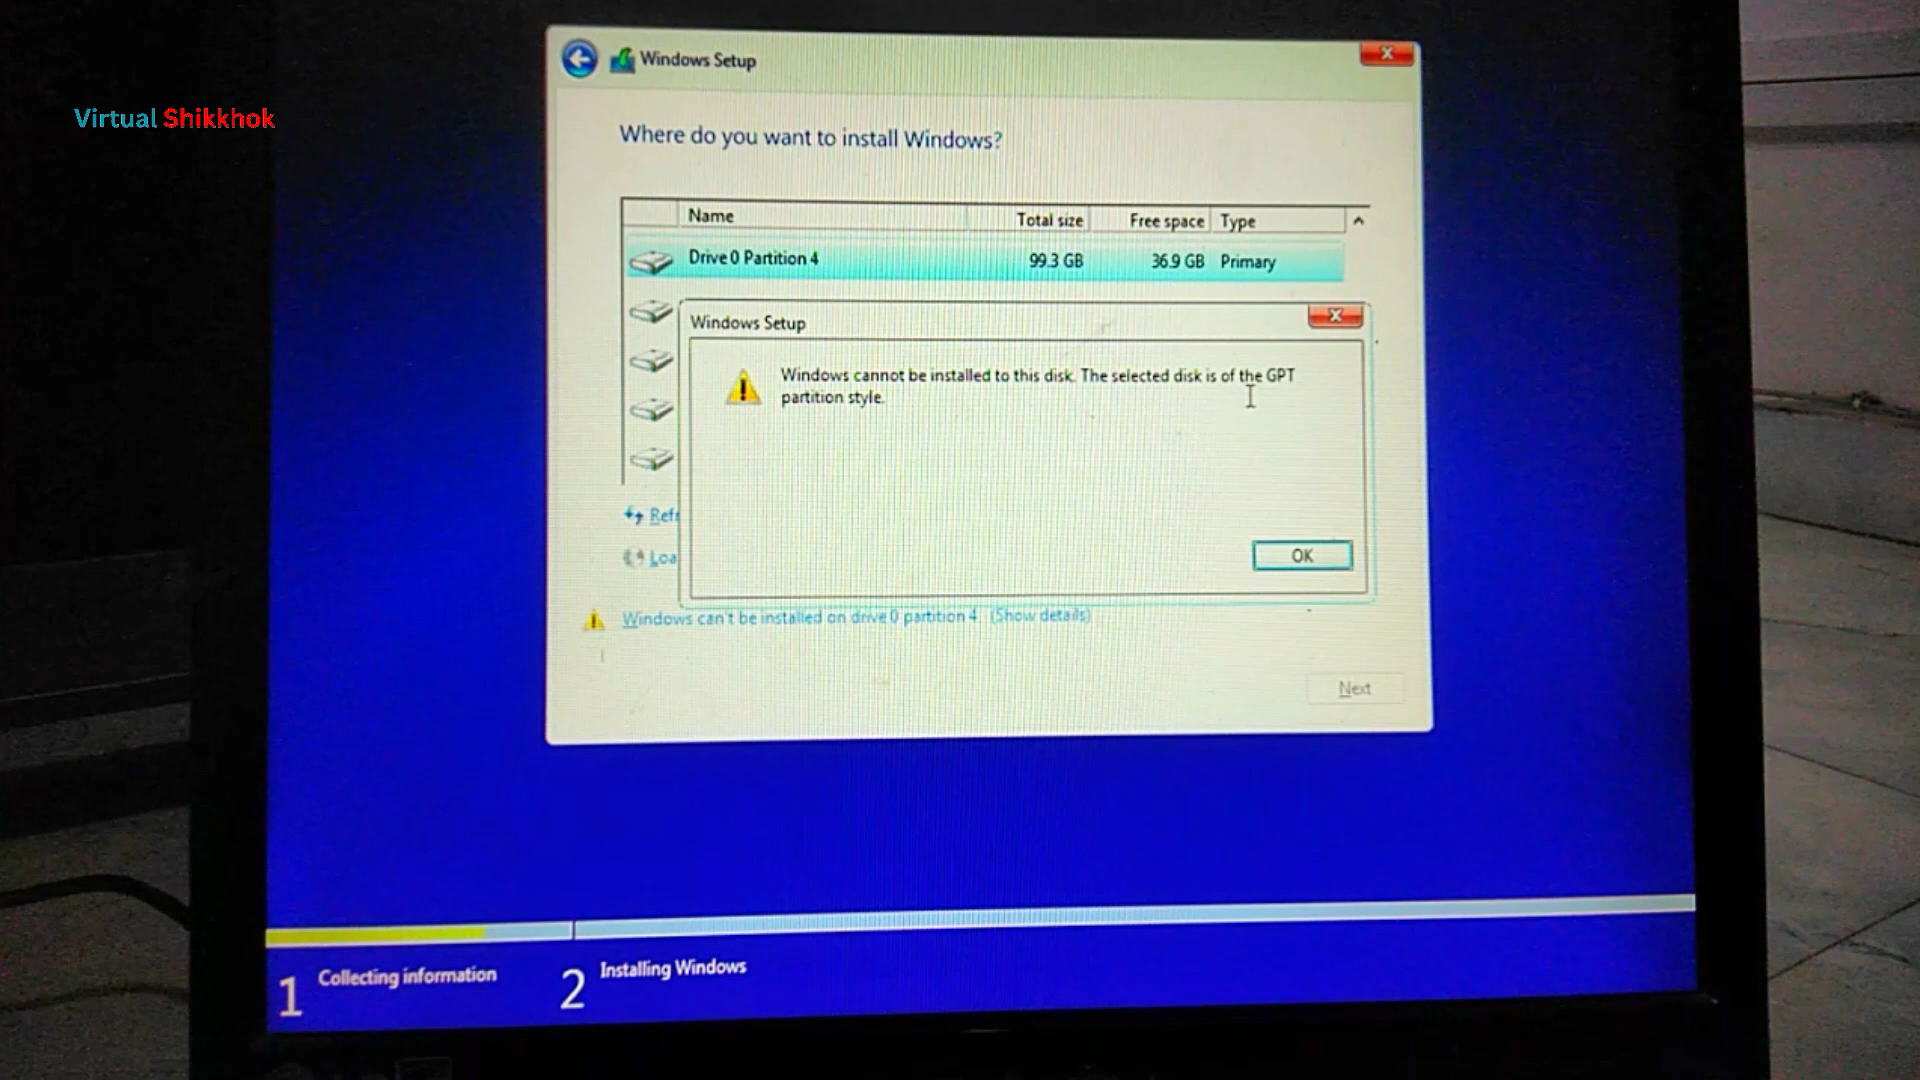 Virtual Shikkhok
Windows Setup
Where do you want to install Windows?
Name Total size Free space Type
Drive 0 Partition 4 99.3 GB 36.9 GB Primary
Windows Setup
Windows cannot be installed to this disk. The selected disk is of the GPT
partition style.
Refr
OK
Loa
Windows can't be installed on drive 0 partition 4 (Show details)
Next
1 Collecting information
2 Installing Windows